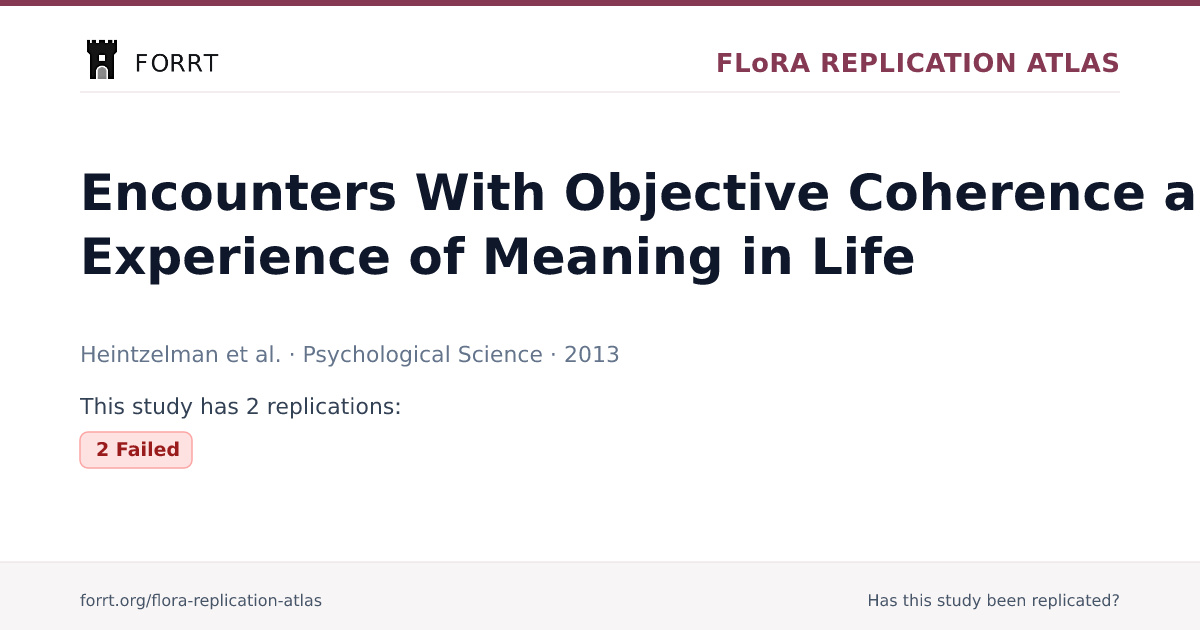 FORRT
FLoRA REPLICATION ATLAS
Encounters With Objective Coherence a
Experience of Meaning in Life
Heintzelman et al. · Psychological Science · 2013
This study has 2 replications:
2 Failed
forrt.org/flora-replication-atlas
Has this study been replicated?